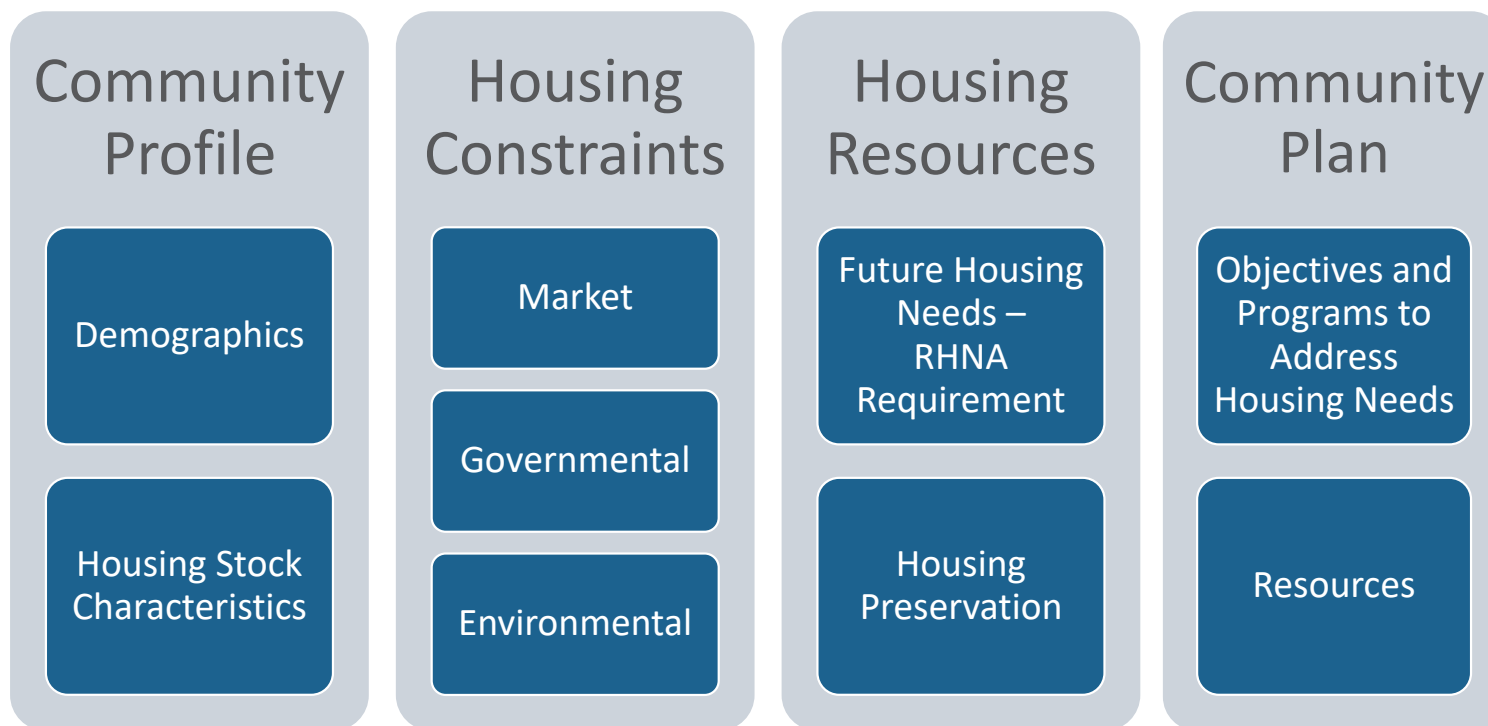 Community
Profile
Demographics
Housing Stock
Characteristics
Housing
Constraints
Market
Governmental
Environmental
Housing
Resources
Future Housing
Needs –
RHNA
Requirement
Housing
Preservation
Community
Plan
Objectives and
Programs to
Address
Housing Needs
Resources